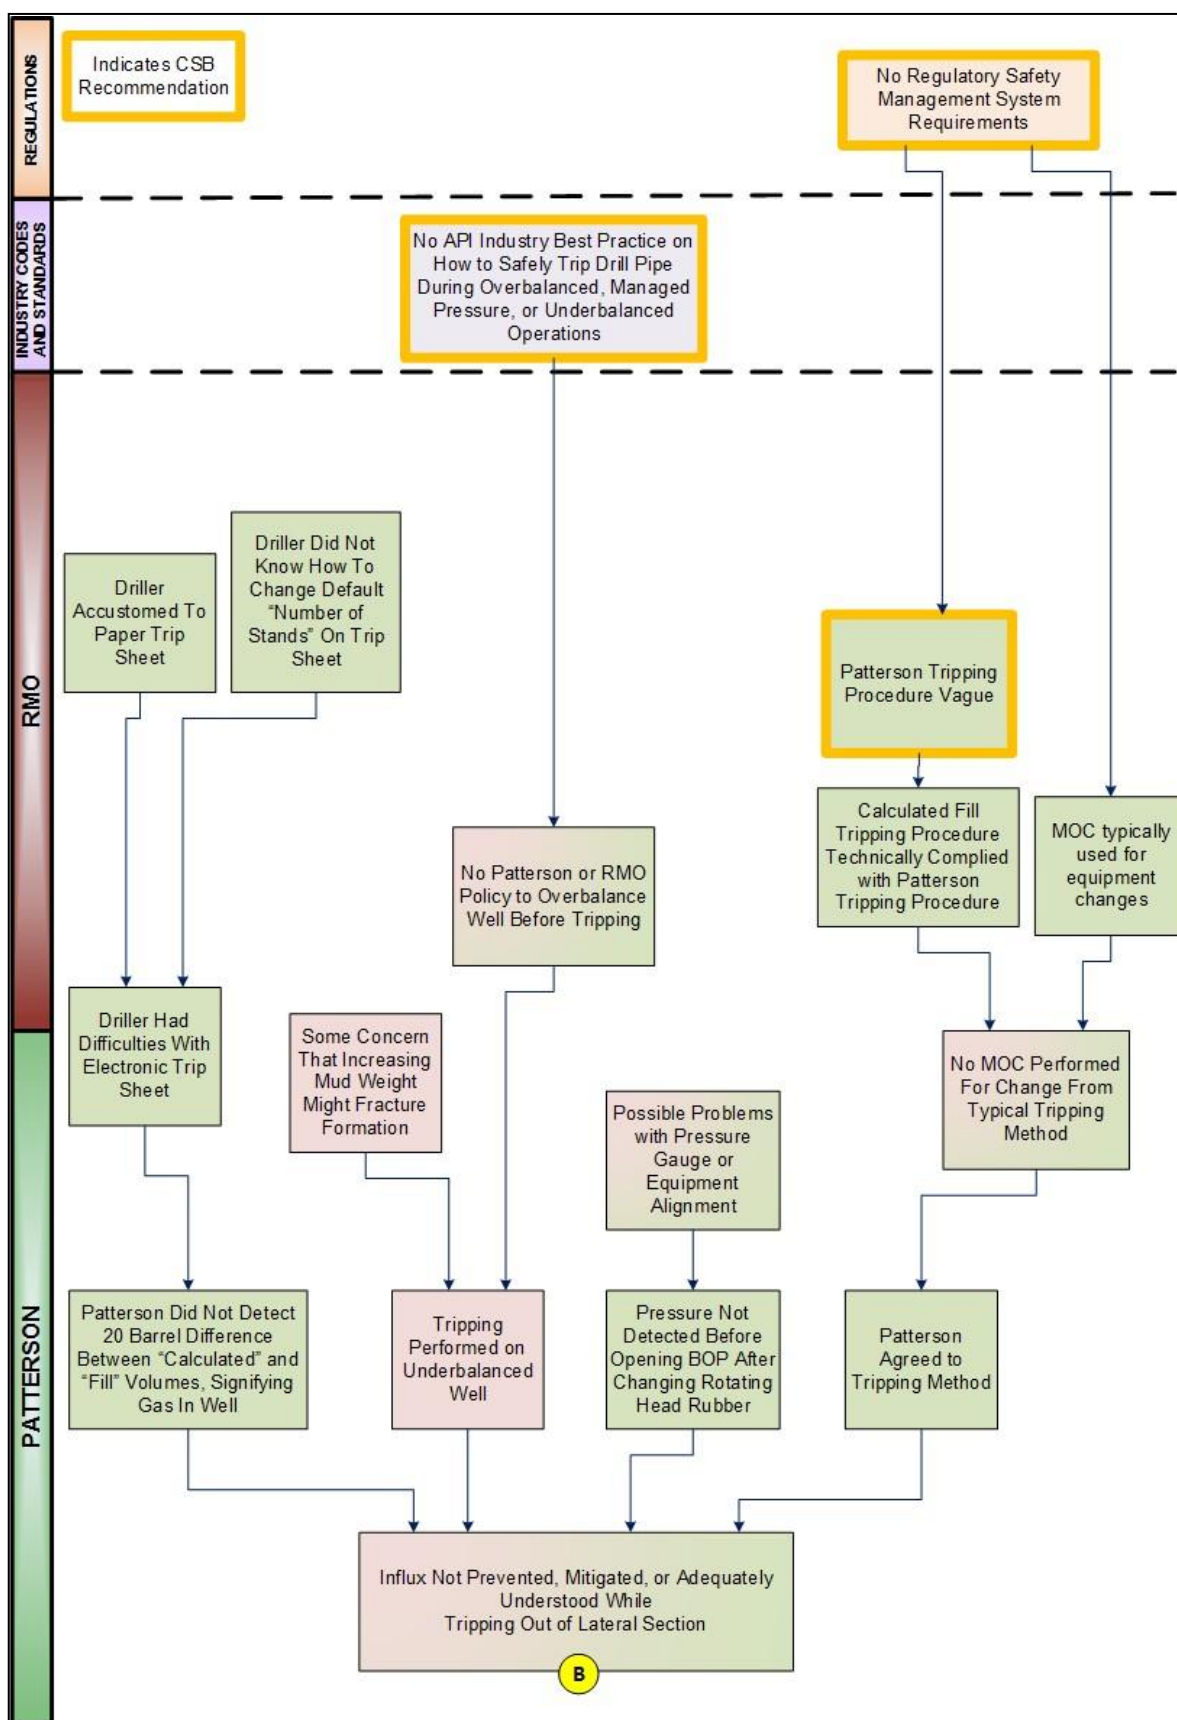 REGULATIONS
Indicates CSB
Recommendation
No Regulatory Safety
Management System
Requirements
INDUSTRY CODES
AND STANDARDS
No API Industry Best Practice on
How to Safely Trip Drill Pipe
During Overbalanced, Managed
Pressure, or Underbalanced
Operations
RMO
Driller
Accustomed To
Paper Trip
Sheet
Driller Did Not
Know How To
Change Default
“Number of
Stands” On Trip
Sheet
Patterson Tripping
Procedure Vague
No Patterson or RMO
Policy to Overbalance
Well Before Tripping
Calculated Fill
Tripping Procedure
Technically Complied
with Patterson
Tripping Procedure
MOC typically
used for
equipment
changes
PATTERSON
Driller Had
Difficulties With
Electronic Trip
Sheet
Some Concern
That Increasing
Mud Weight
Might Fracture
Formation
Possible Problems
with Pressure
Gauge or
Equipment
Alignment
No MOC Performed
For Change From
Typical Tripping
Method
Patterson Did Not Detect
20 Barrel Difference
Between “Calculated” and
“Fill” Volumes, Signifying
Gas In Well
Tripping
Performed on
Underbalanced
Well
Pressure Not
Detected Before
Opening BOP After
Changing Rotating
Head Rubber
Patterson
Agreed to
Tripping Method
Influx Not Prevented, Mitigated, or Adequately
Understood While
Tripping Out of Lateral Section
B